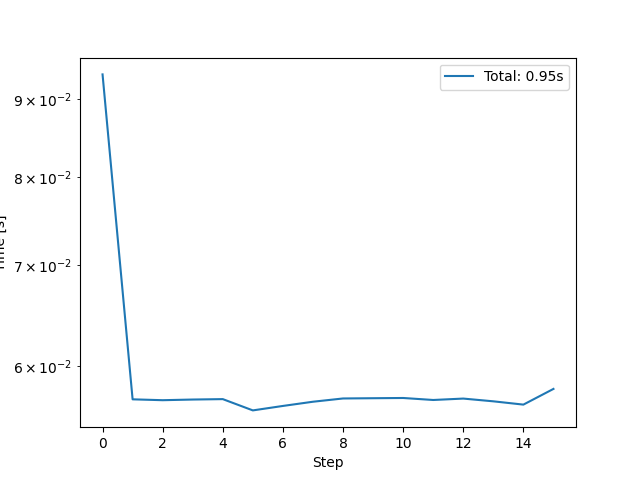 Total: 0.95s
9 × 10⁻²
8 × 10⁻²
7 × 10⁻²
6 × 10⁻²
Time [s]
0 2 4 6 8 10 12 14
Step